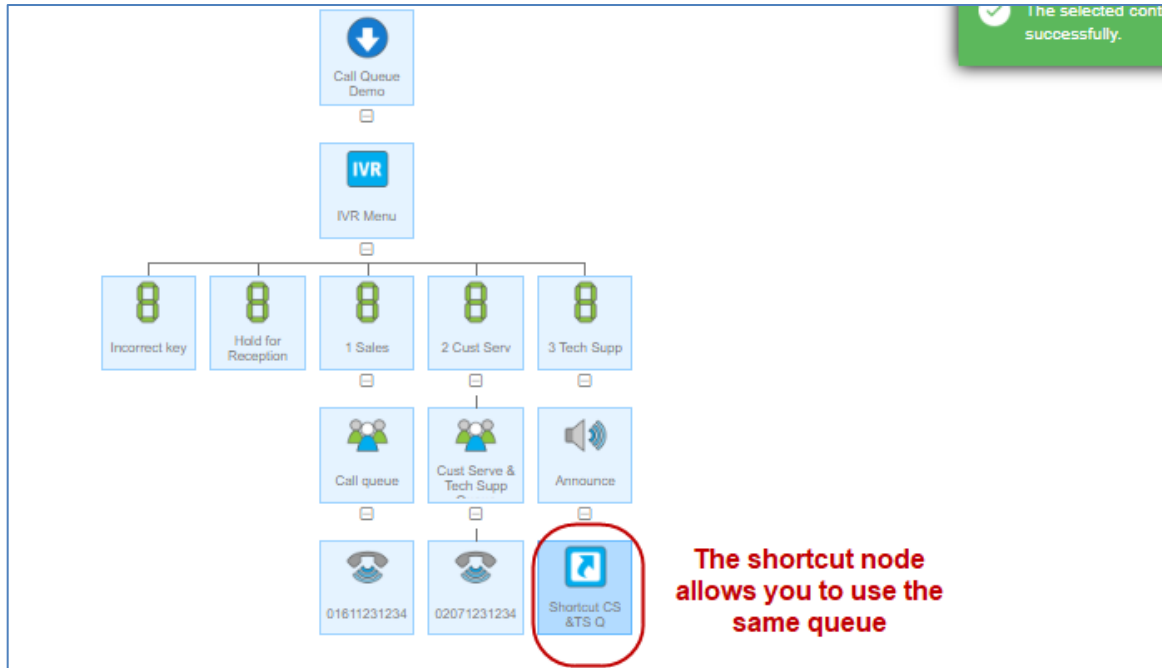 The selected cont
successfully.
Call Queue
Demo
IVR
IVR Menu
Incorrect key
Hold for
Reception
1 Sales
2 Cust Serv
3 Tech Supp
Call queue
Cust Serve &
Tech Supp
Announce
01611231234
02071231234
Shortcut CS
&TS Q
The shortcut node
allows you to use the
same queue